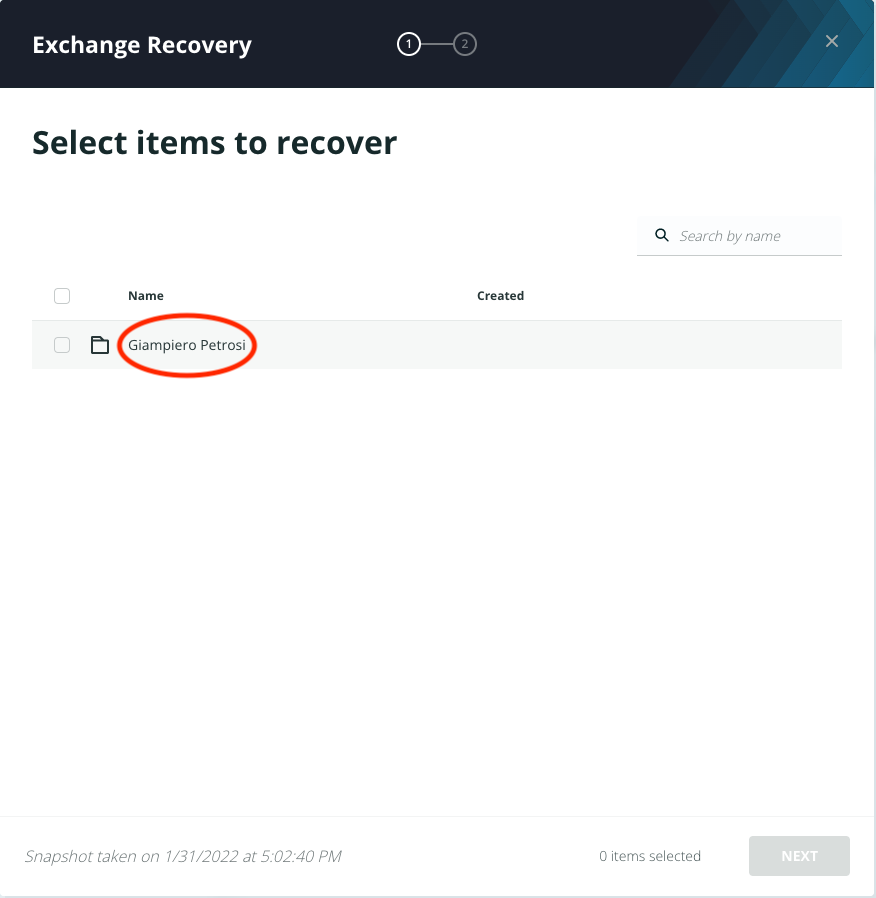 Exchange Recovery
1
2
Select items to recover
Search by name
Name Created
Giampiero Petrosi
Snapshot taken on 1/31/2022 at 5:02:40 PM
0 items selected
NEXT